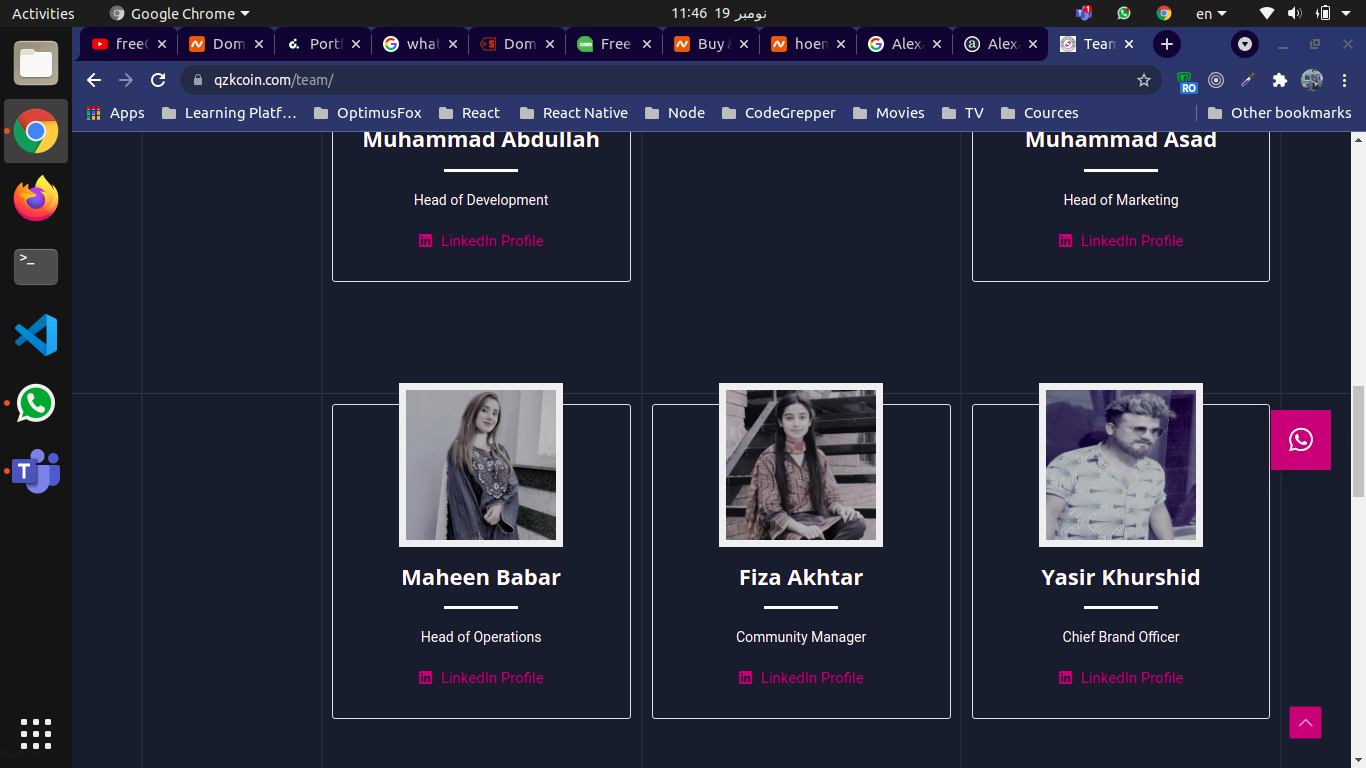 Activities
Google Chrome
11:46 نومبر 19
en
freeC
Dom
Portf
what
Dom
Free
Buy &
hoem
Alexa
Alexa
Team
qzkcoin.com/team/
RO
Apps
Learning Platf...
OptimusFox
React
React Native
Node
CodeGrepper
Movies
TV
Cources
Other bookmarks
Muhammad Abdullah
Head of Development
LinkedIn Profile
Muhammad Asad
Head of Marketing
LinkedIn Profile
Maheen Babar
Head of Operations
LinkedIn Profile
Fiza Akhtar
Community Manager
LinkedIn Profile
Yasir Khurshid
Chief Brand Officer
LinkedIn Profile